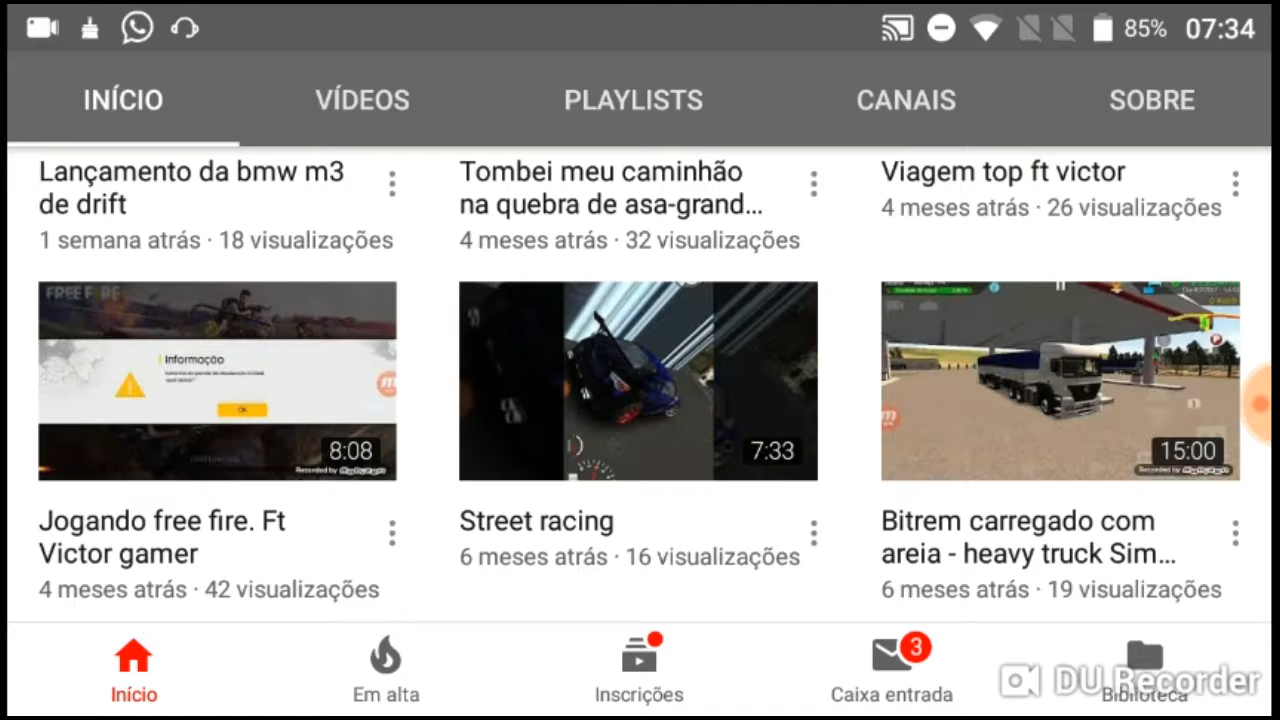 85% 07:34
INÍCIO VÍDEOS PLAYLISTS CANAIS SOBRE
Lançamento da bmw m3
de drift
1 semana atrás · 18 visualizações
Tombei meu caminhão
na quebra de asa-grand...
4 meses atrás · 32 visualizações
Viagem top ft victor
4 meses atrás · 26 visualizações
FREE FIRE
Informação
OK
8:08
Recorded by
7:33
15:00
Recorded by
Jogando free fire. Ft
Victor gamer
4 meses atrás · 42 visualizações
Street racing
6 meses atrás · 16 visualizações
Bitrem carregado com
areia - heavy truck Sim...
6 meses atrás · 19 visualizações
3
Início Em alta Inscrições Caixa entrada Biblioteca
DU Recorder